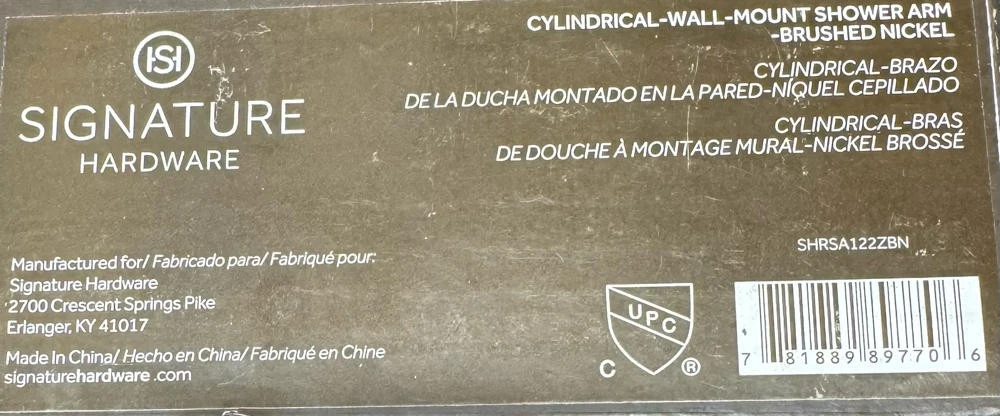 SH
SIGNATURE
HARDWARE
CYLINDRICAL-WALL-MOUNT SHOWER ARM
-BRUSHED NICKEL
CYLINDRICAL-BRAZO
DE LA DUCHA MONTADO EN LA PARED-NÍQUEL CEPILLADO
CYLINDRICAL-BRAS
DE DOUCHE À MONTAGE MURAL-NICKEL BROSSÉ
Manufactured for/ Fabricado para/ Fabriqué pour:
Signature Hardware
2700 Crescent Springs Pike
Erlanger, KY 41017
Made In China/ Hecho en China/ Fabriqué en Chine
signaturehardware.com
SHRSA122ZBN
C UPC ®
7 81889 89770 6